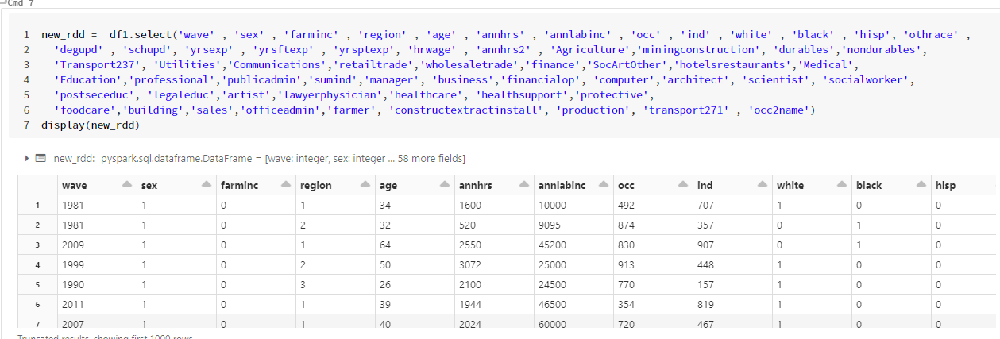 Cmd 7
1 new_rdd =  df1.select('wave' , 'sex' , 'farminc' , 'region' , 'age' , 'annhrs' , 'annlabinc' , 'occ' , 'ind' , 'white' , 'black' , 'hisp', 'othrace' ,
2 'degupd' , 'schupd', 'yrsexp' , 'yrsftexp' , 'yrsptexp', 'hrwage' , 'annhrs2' , 'Agriculture','miningconstruction', 'durables','nondurables',
3 'Transport237', 'Utilities','Communications','retailtrade','wholesaletrade','finance','SocArtOther','hotelsrestaurants','Medical',
4 'Education','professional','publicadmin','sumind','manager', 'business','financialop', 'computer','architect', 'scientist', 'socialworker',
5 'postseceduc', 'legaleduc','artist','lawyerphysician','healthcare', 'healthsupport','protective',
6 'foodcare','building','sales','officeadmin','farmer', 'constructextractinstall', 'production', 'transport271' , 'occ2name')
7 display(new_rdd)
new_rdd: pyspark.sql.dataframe.DataFrame = [wave: integer, sex: integer ... 58 more fields]
wave sex farminc region age annhrs annlabinc occ ind white black hisp
1 1981 1 0 1 34 1600 10000 492 707 1 0 0
2 1981 1 0 2 32 520 9095 874 357 0 1 0
3 2009 1 0 1 64 2550 45200 830 907 0 1 0
4 1999 1 0 2 50 3072 25000 913 448 1 0 0
5 1990 1 0 3 26 2100 24500 770 157 1 0 0
6 2011 1 0 1 39 1944 46500 354 819 1 0 0
7 2007 1 0 1 40 2024 60000 720 467 1 0 0
Truncated results, showing first 1000 rows